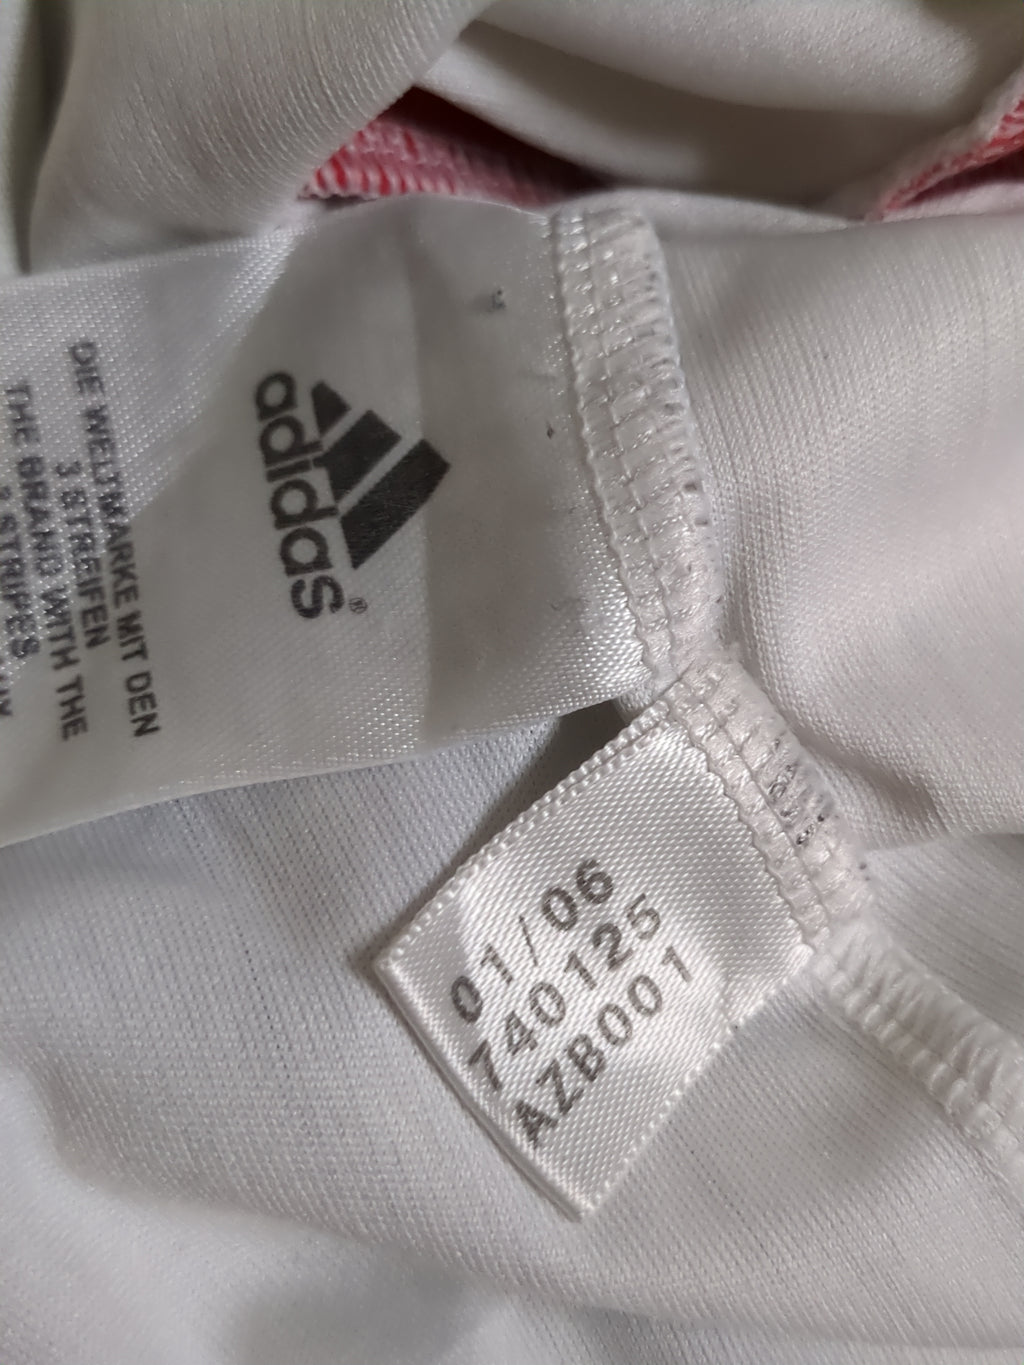 adidas®
DIE WELTMARKE MIT DEN
3 STREIFEN
THE BRAND WITH THE
3 STRIPES
01/06
740125
AZB001